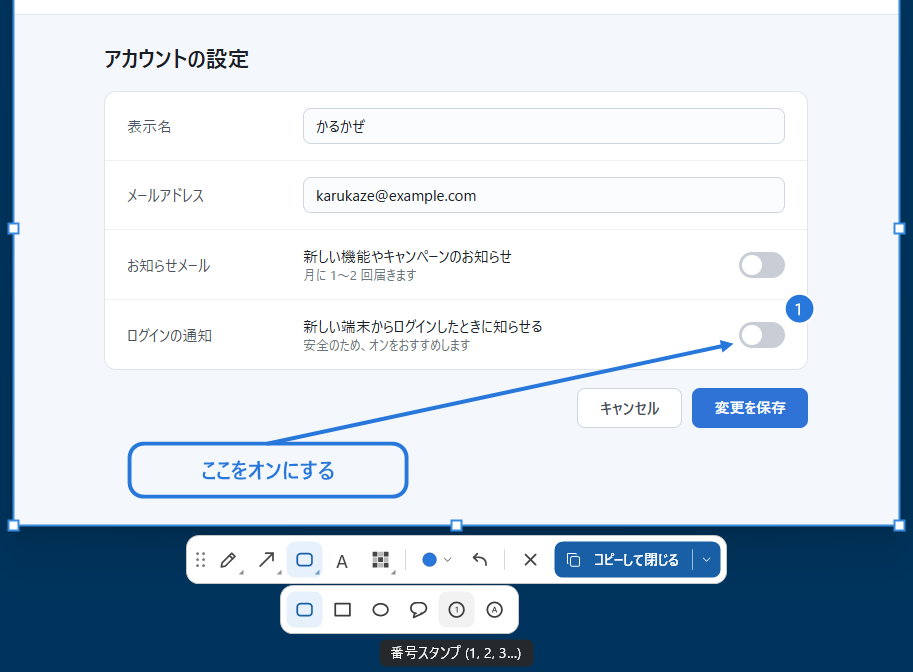 アカウントの設定
表示名
かるかぜ
メールアドレス
karukaze@example.com
お知らせメール
新しい機能やキャンペーンのお知らせ
月に 1～2 回届きます
1
ログインの通知
新しい端末からログインしたときに知らせる
安全のため、オンをおすすめします
キャンセル
変更を保存
ここをオンにする
A
コピーして閉じる
1
A
番号スタンプ (1, 2, 3...)